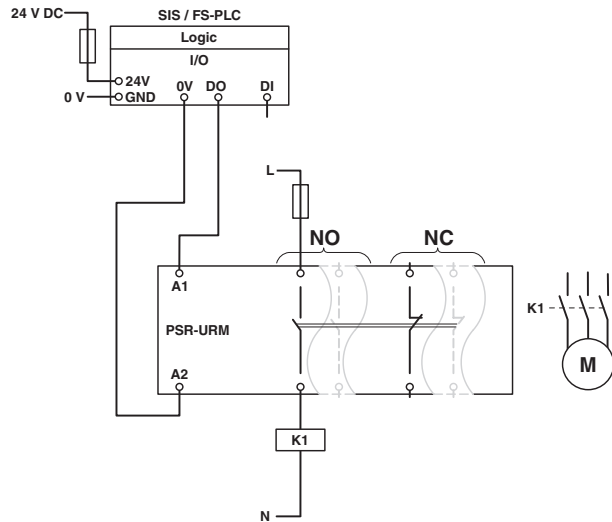 24 V DC
SIS / FS-PLC
Logic
I/O
24V
0 V
GND
0V
DO
DI
L
NO
NC
A1
PSR-URM
K1
M
A2
K1
N